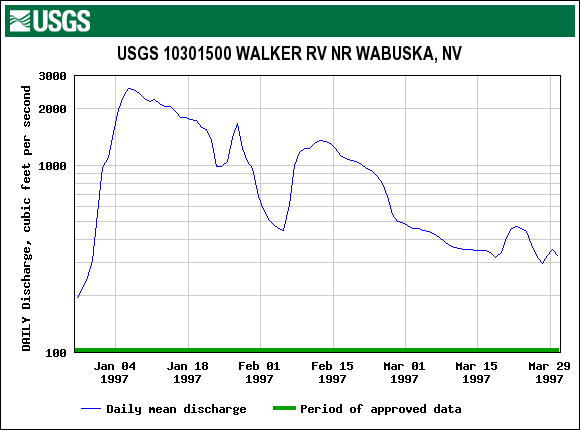 USGS
USGS 10301500 WALKER RV NR WABUSKA, NV
DAILY Discharge, cubic feet per second
3000
2000
1000
100
Jan 04 Jan 18 Feb 01 Feb 15 Mar 01 Mar 15 Mar 29
1997 1997 1997 1997 1997 1997 1997
Daily mean discharge Period of approved data